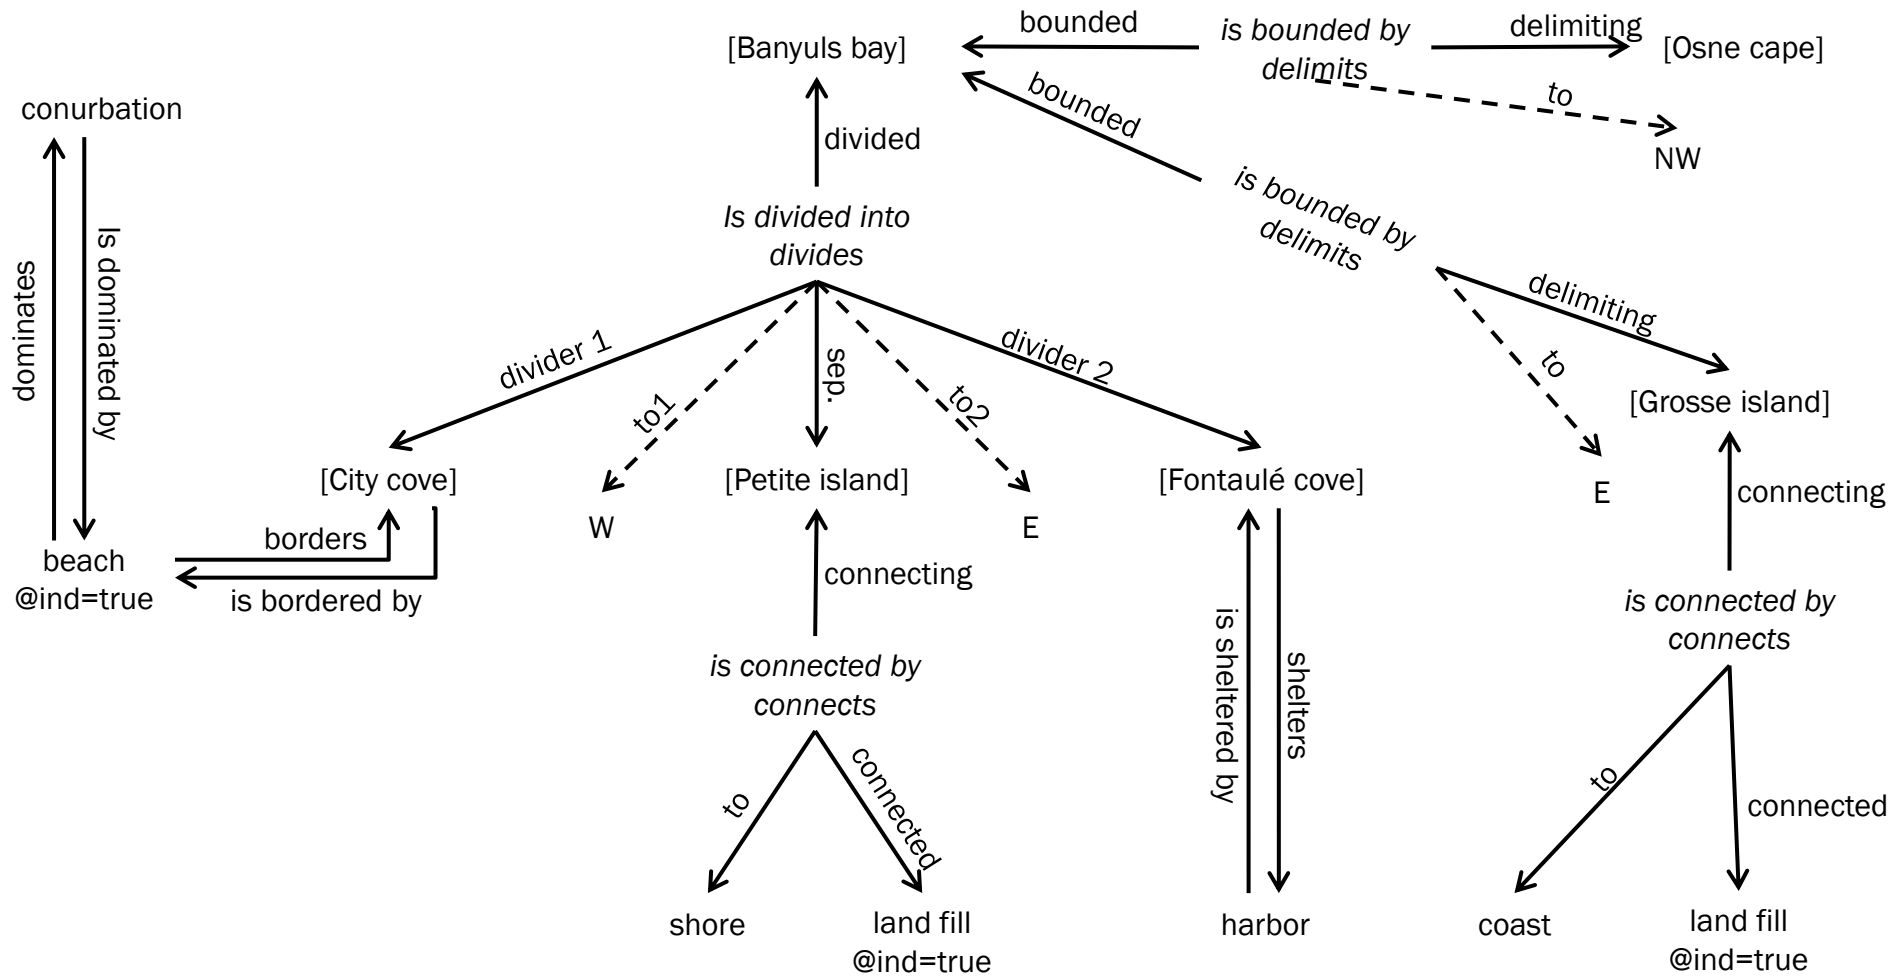 bounded
is bounded by
delimits
delimiting
[Banyuls bay]
[Osne cape]
to
NW
conurbation
divided
bounded
is bounded by
delimits
Is divided into
divides
dominates
Is dominated by
delimiting
to
divider 1
to1
sep.
to2
divider 2
[Grosse island]
[City cove]
W
[Petite island]
E
[Fontaulé cove]
E
connecting
borders
beach
@ind=true
is bordered by
connecting
is connected by
connects
is sheltered by
shelters
is connected by
connects
to
connected
to
connected
shore
land fill
@ind=true
harbor
coast
land fill
@ind=true